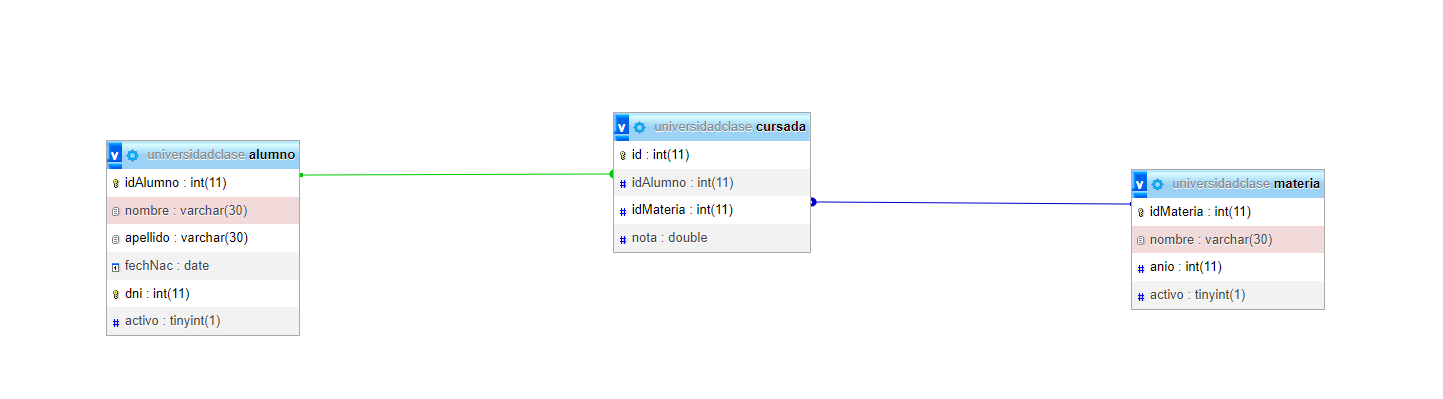 universidadclase alumno
idAlumno : int(11)
nombre : varchar(30)
apellido : varchar(30)
fechNac : date
dni : int(11)
activo : tinyint(1)
universidadclase cursada
id : int(11)
idAlumno : int(11)
idMateria : int(11)
nota : double
universidadclase materia
idMateria : int(11)
nombre : varchar(30)
anio : int(11)
activo : tinyint(1)